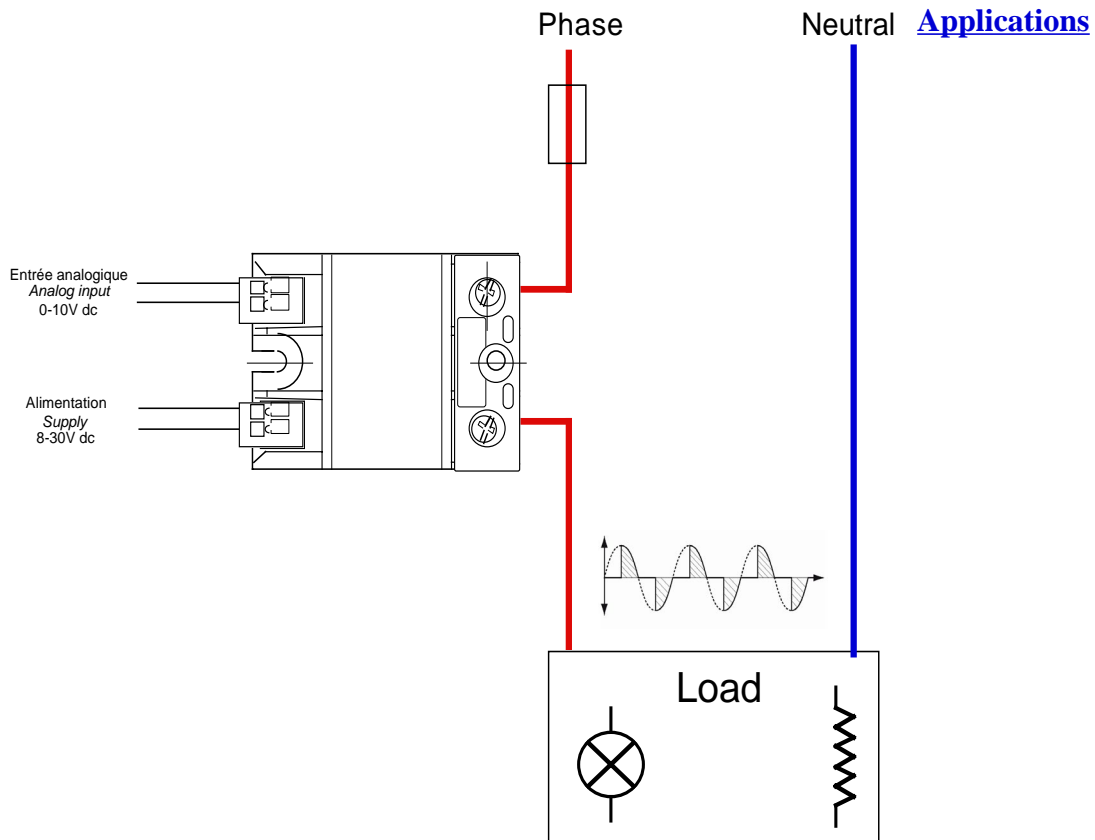 Phase
Neutral
Applications
Entrée analogique
Analog input
0-10V dc
Alimentation
Supply
8-30V dc
Load